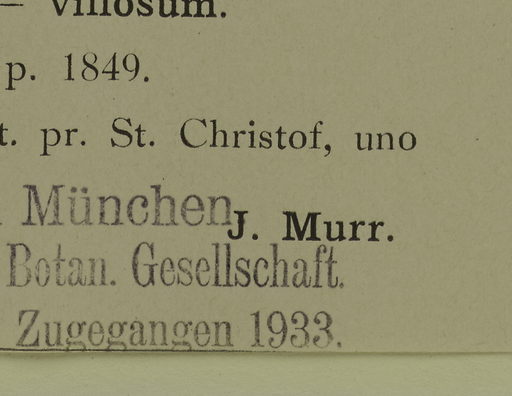 – villosum.
p. 1849.
t. pr. St. Christof, uno
München
J. Murr.
Botan. Gesellschaft.
Zugegangen 1933.